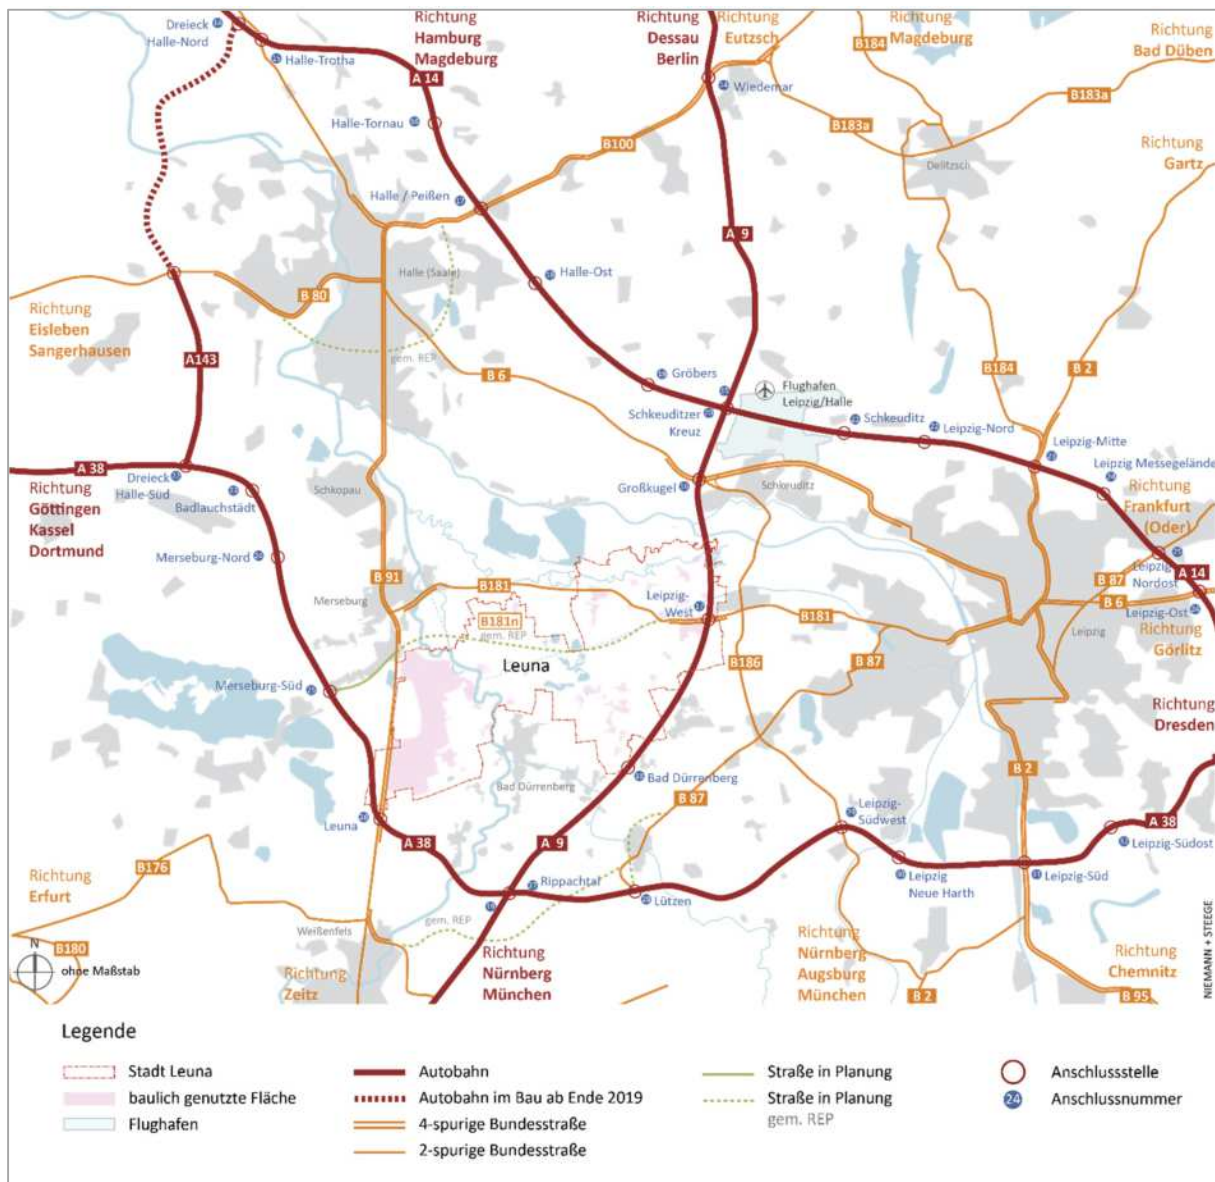 Dreieck
Halle-Nord
Halle-Trotha
Richtung
Hamburg
Magdeburg
A 14
Halle-Tornau
Richtung
Dessau
Berlin
Richtung
Eutzsch
Wiedemar
B184
Richtung
Magdeburg
Richtung
Bad Düben
B183a
B183a
Delitzsch
B100
Richtung
Gartz
Halle / Peißen
A 9
Halle (Saale)
Halle-Ost
B 80
Richtung
Eisleben
Sangerhausen
A143
gem. REP
B 6
Gröbers
Flughafen
Leipzig/Halle
B184
B 2
Schkeuditzer
Kreuz
Schkeuditz
Leipzig-Nord
Leipzig-Mitte
Leipzig Messegelände
A 38
Dreieck
Halle-Süd
Badlauchstädt
Richtung
Göttingen
Kassel
Dortmund
Schkopau
Großkugel
Schkeuditz
Richtung
Frankfurt
(Oder)
Merseburg-Nord
B 91
B181
Merseburg
B181n
gem. REP
Leipzig-
West
B181
Leipzig-
Nordost
A 14
B 87
B 6
Leipzig-Ost
Leipzig
Richtung
Görlitz
Leuna
B186
B 87
Merseburg-Süd
Richtung
Dresden
Bad Dürrenberg
Bad Dürrenberg
B 87
B 2
Leuna
A 38
A 9
Leipzig-
Südwest
A 38
Leipzig-Südost
B176
Richtung
Erfurt
Rippachtal
Lützen
Leipzig
Neue Harth
Leipzig-Süd
gem. REP
Weißenfels
B180
N
ohne Maßstab
Richtung
Zeitz
Richtung
Nürnberg
München
Richtung
Nürnberg
Augsburg
München
B 2
Richtung
Chemnitz
B 95
NIEMANN + STEEGE
Legende
Stadt Leuna
baulich genutzte Fläche
Flughafen
Autobahn
Autobahn im Bau ab Ende 2019
4-spurige Bundesstraße
2-spurige Bundesstraße
Straße in Planung
Straße in Planung
gem. REP
Anschlussstelle
24
Anschlussnummer